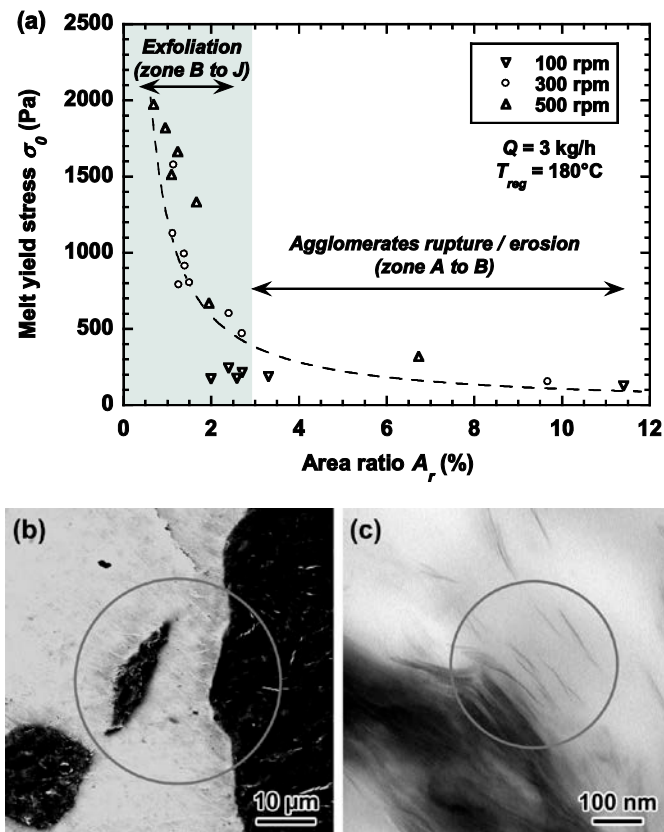 (a)
2500
2000
1500
1000
500
0
Melt yield stress σ0 (Pa)
Exfoliation
(zone B to J)
100 rpm
300 rpm
500 rpm
Q = 3 kg/h
Treg = 180°C
Agglomerates rupture / erosion
(zone A to B)
0 2 4 6 8 10 12
Area ratio Ar (%)
(b)
10 µm
(c)
100 nm